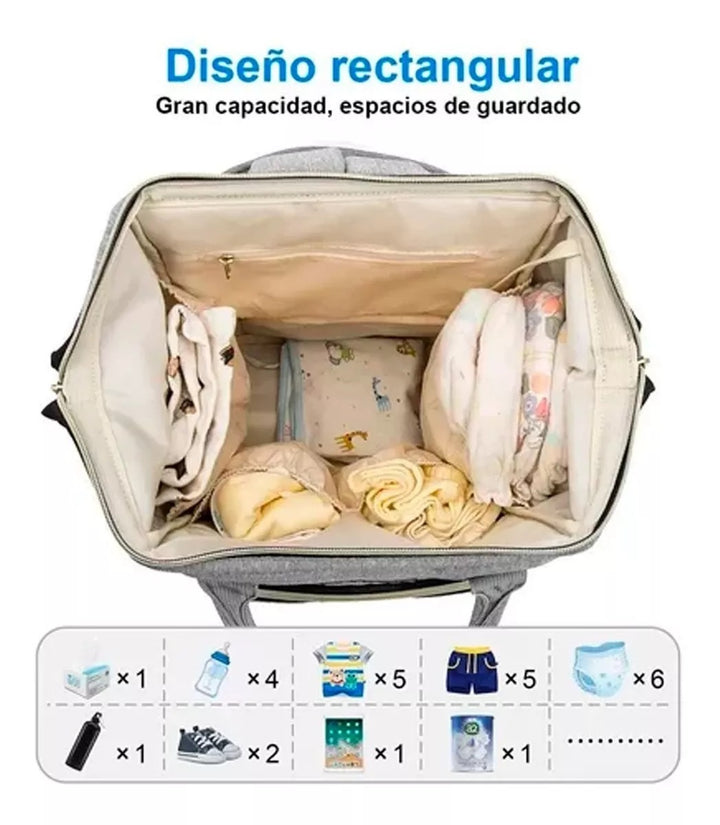 Diseño rectangular
Gran capacidad, espacios de guardado
×1 ×4 ×5 ×5 ×6
×1 ×2 ×1 ×1 ..................